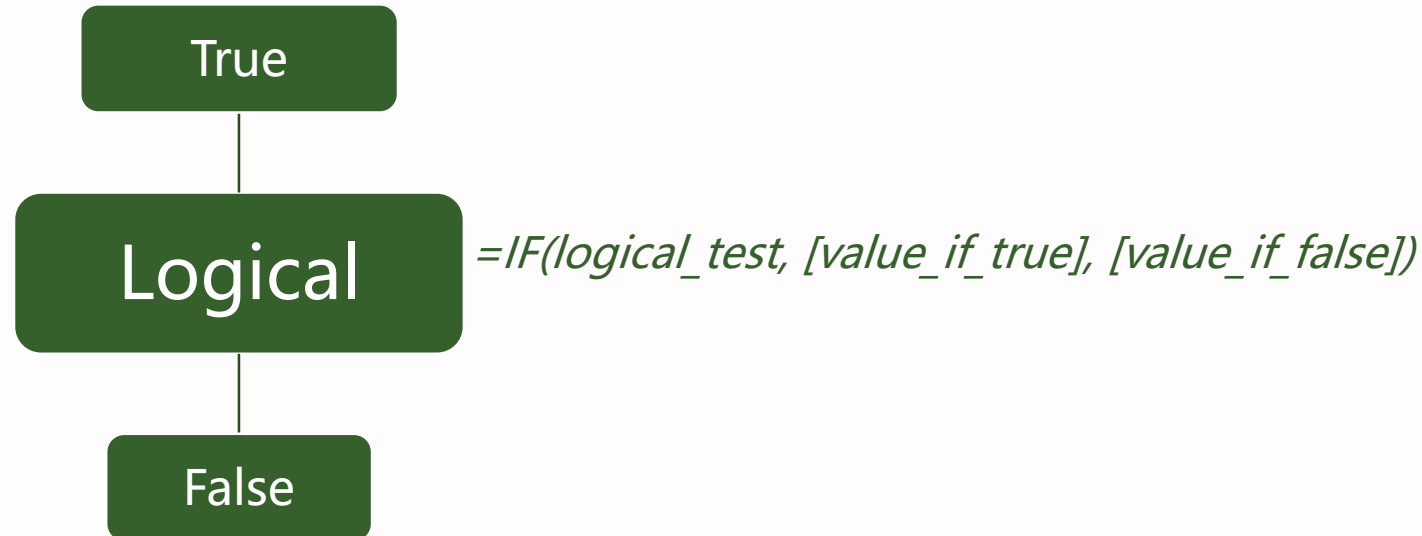 True
Logical
=IF(logical_test, [value_if_true], [value_if_false])
False